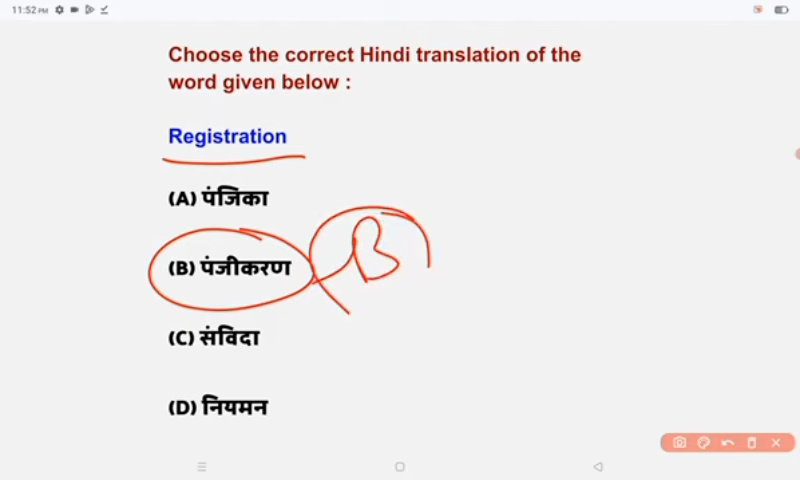 11:52 PM
Choose the correct Hindi translation of the
word given below :
Registration
(A) पंजिका
(B) पंजीकरण
B
(C) संविदा
(D) नियमन